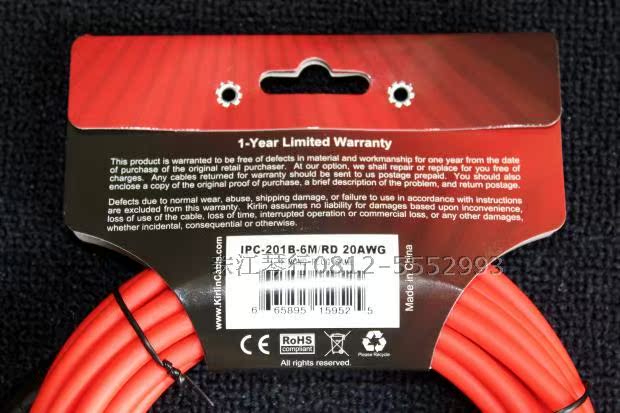 1-Year Limited Warranty
This product is warranted to be free of defects in material and workmanship for one year from the date
of purchase of the original retail purchaser. At our option, we shall repair or replace for you free of
charges. Any cables returned for warranty should be sent to us postage prepaid. You should also
enclose a copy of the original proof of purchase, a brief description of the problem, and return postage.
Defects due to normal wear, abuse, shipping damage, or failure to use in accordance with instructions
are excluded from this warranty. Kirlin assumes no liability for damages based upon inconvenience,
loss of use of the cable, loss of time, interrupted operation or commercial loss, or any other damages,
whether incidental, consequential or otherwise.
www.KirlinCable.com
IPC-201B-6M/RD 20AWG
珠江琴行0812-5552993
6 65895 15952 5
Made in China
CE
RoHS
compliant
Please Recycle
All rights reserved.